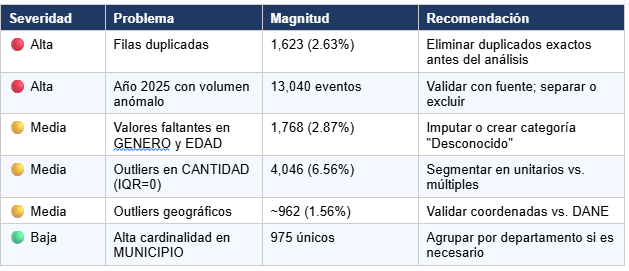 Severidad Problema Magnitud Recomendación
Alta Filas duplicadas 1,623 (2.63%) Eliminar duplicados exactos
antes del análisis
Alta Año 2025 con volumen 13,040 eventos Validar con fuente; separar o
anómalo excluir
Media Valores faltantes en 1,768 (2.87%) Imputar o crear categoría
GENERO y EDAD "Desconocido"
Media Outliers en CANTIDAD 4,046 (6.56%) Segmentar en unitarios vs.
(IQR=0) múltiples
Media Outliers geográficos ~962 (1.56%) Validar coordenadas vs. DANE
Baja Alta cardinalidad en 975 únicos Agrupar por departamento si es
MUNICIPIO necesario